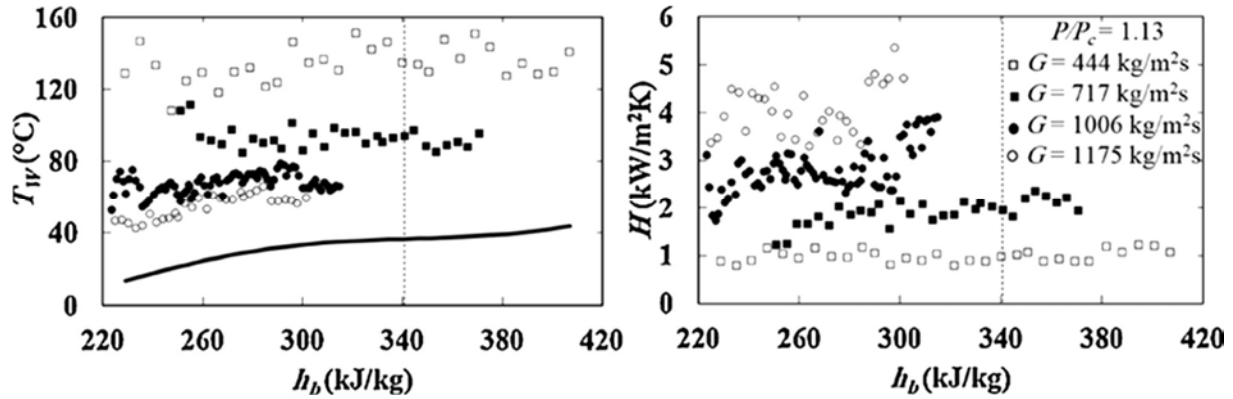 T_W (°C)
160
120
80
40
0
220 260 300 340 380 420
h_b (kJ/kg)
H (kW/m²K)
6
5
4
3
2
1
0
P/P_c = 1.13
G = 444 kg/m²s
G = 717 kg/m²s
G = 1006 kg/m²s
G = 1175 kg/m²s
220 260 300 340 380 420
h_b (kJ/kg)